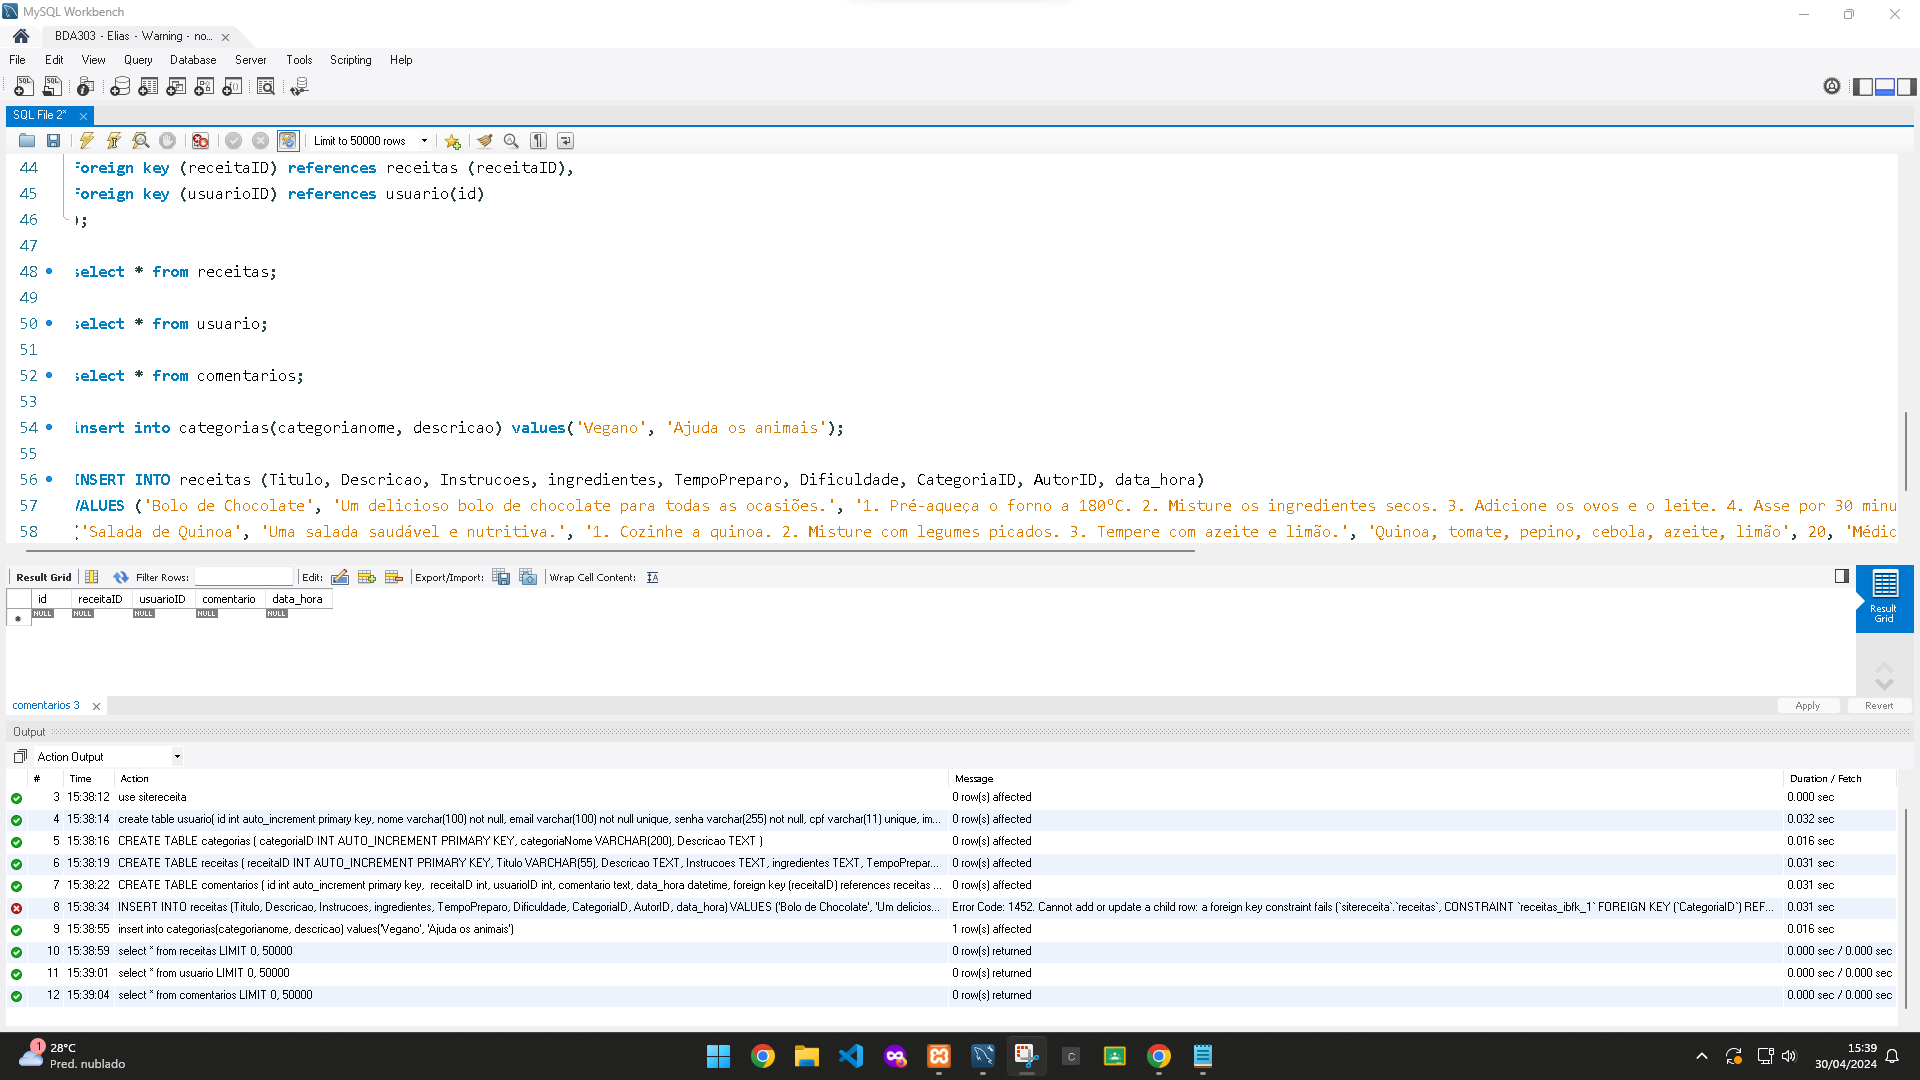 MySQL Workbench
BDA303 - Elias - Warning - no...
File Edit View Query Database Server Tools Scripting Help
SQL File 2*
Limit to 50000 rows
44 foreign key (receitaID) references receitas (receitaID),
45 foreign key (usuarioID) references usuario(id)
46 );
47
48 select * from receitas;
49
50 select * from usuario;
51
52 select * from comentarios;
53
54 insert into categorias(categorianome, descricao) values('Vegano', 'Ajuda os animais');
55
56 INSERT INTO receitas (Titulo, Descricao, Instrucoes, ingredientes, TempoPreparo, Dificuldade, CategoriaID, AutorID, data_hora)
57 VALUES ('Bolo de Chocolate', 'Um delicioso bolo de chocolate para todas as ocasiões.', '1. Pré-aqueça o forno a 180°C. 2. Misture os ingredientes secos. 3. Adicione os ovos e o leite. 4. Asse por 30 minu
58 ('Salada de Quinoa', 'Uma salada saudável e nutritiva.', '1. Cozinhe a quinoa. 2. Misture com legumes picados. 3. Tempere com azeite e limão.', 'Quinoa, tomate, pepino, cebola, azeite, limão', 20, 'Médic
Result Grid Filter Rows: Edit: Export/Import: Wrap Cell Content:
id receitaID usuarioID comentario data_hora
NULL NULL NULL NULL NULL
Result
Grid
comentarios 3
Apply Revert
Output
Action Output
# Time Action Message Duration / Fetch
3 15:38:12 use sitereceita 0 row(s) affected 0.000 sec
4 15:38:14 create table usuario( id int auto_increment primary key, nome varchar(100) not null, email varchar(100) not null unique, senha varchar(255) not null, cpf varchar(11) unique, im... 0 row(s) affected 0.032 sec
5 15:38:16 CREATE TABLE categorias ( categoriaID INT AUTO_INCREMENT PRIMARY KEY, categoriaNome VARCHAR(200), Descricao TEXT ) 0 row(s) affected 0.016 sec
6 15:38:19 CREATE TABLE receitas ( receitaID INT AUTO_INCREMENT PRIMARY KEY, Titulo VARCHAR(55), Descricao TEXT, Instrucoes TEXT, ingredientes TEXT, TempoPrepar... 0 row(s) affected 0.031 sec
7 15:38:22 CREATE TABLE comentarios ( id int auto_increment primary key, receitaID int, usuarioID int, comentario text, data_hora datetime, foreign key (receitaID) references receitas ... 0 row(s) affected 0.031 sec
8 15:38:34 INSERT INTO receitas (Titulo, Descricao, Instrucoes, ingredientes, TempoPreparo, Dificuldade, CategoriaID, AutorID, data_hora) VALUES ('Bolo de Chocolate', 'Um delicios... Error Code: 1452. Cannot add or update a child row: a foreign key constraint fails (`sitereceita`.`receitas`, CONSTRAINT `receitas_ibfk_1` FOREIGN KEY (`CategoriaID`) REF... 0.031 sec
9 15:38:55 insert into categorias(categorianome, descricao) values('Vegano', 'Ajuda os animais') 1 row(s) affected 0.016 sec
10 15:38:59 select * from receitas LIMIT 0, 50000 0 row(s) returned 0.000 sec / 0.000 sec
11 15:39:01 select * from usuario LIMIT 0, 50000 0 row(s) returned 0.000 sec / 0.000 sec
12 15:39:04 select * from comentarios LIMIT 0, 50000 0 row(s) returned 0.000 sec / 0.000 sec
1
28°C
Pred. nublado
15:39
30/04/2024